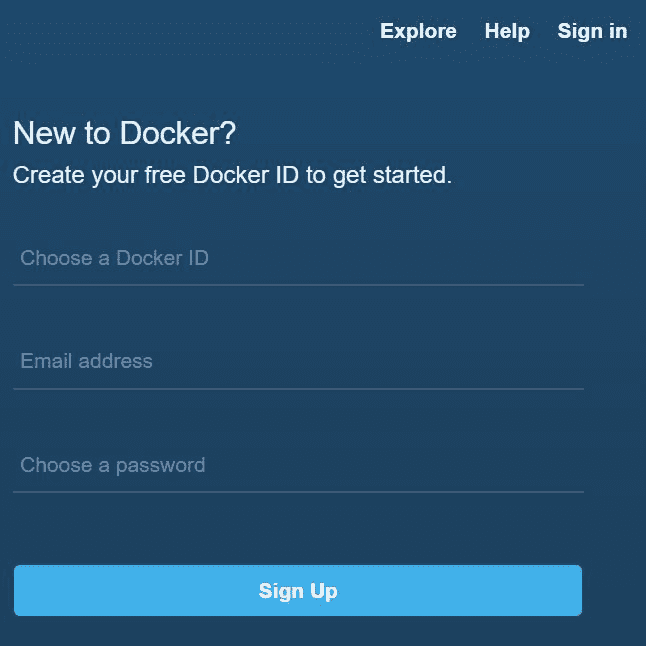 Explore Help Sign in
New to Docker?
Create your free Docker ID to get started.
Choose a Docker ID
Email address
Choose a password
Sign Up